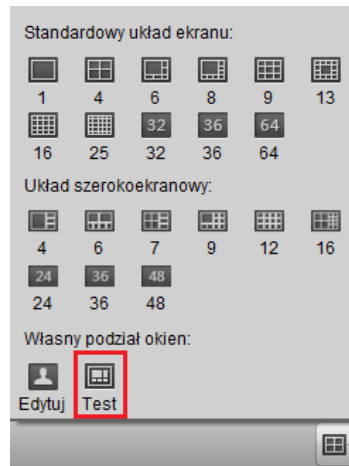 Standardowy układ ekranu:
1 4 6 8 9 13
32 36 64
16 25 32 36 64
Układ szerokoekranowy:
4 6 7 9 12 16
24 36 48
24 36 48
Własny podział okien:
Edytuj Test